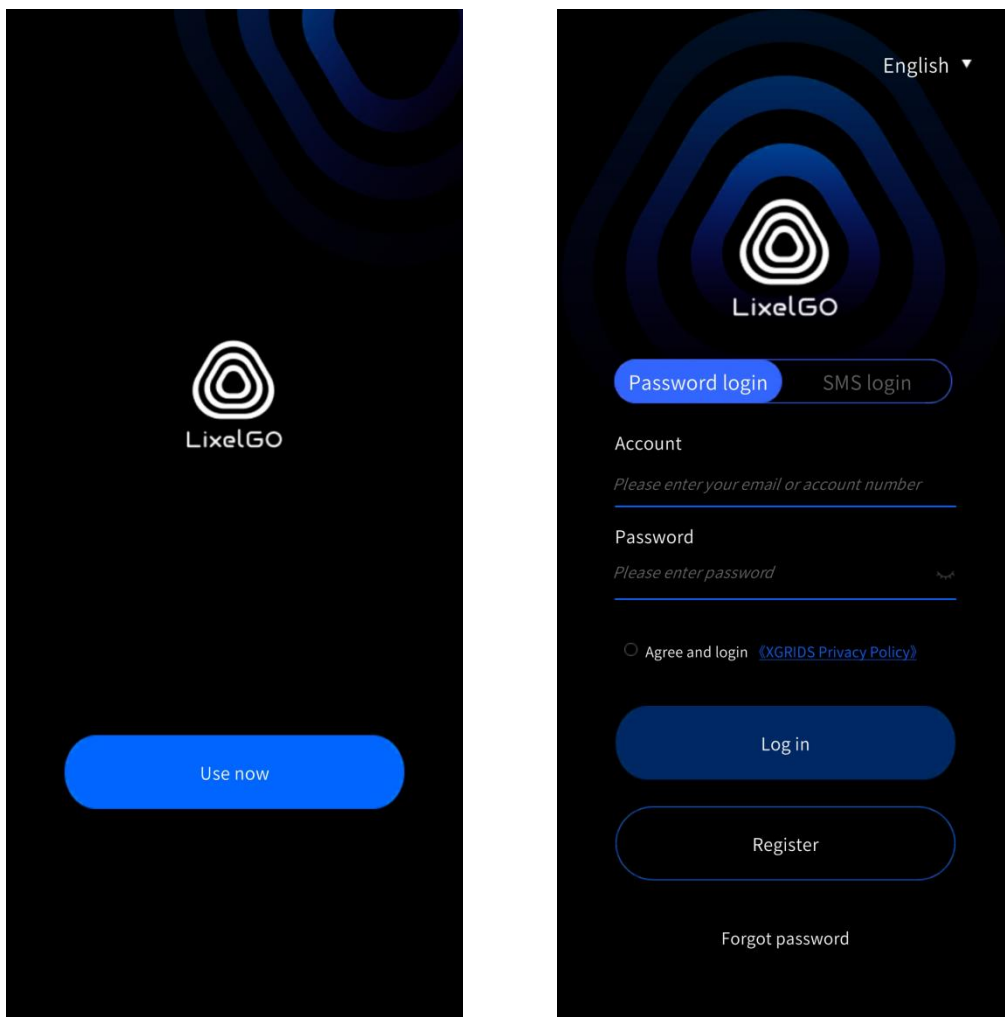 LixelGO
Use now
English
LixelGO
Password login SMS login
Account
Please enter your email or account number
Password
Please enter password
Agree and login 《XGRIDS Privacy Policy》
Log in
Register
Forgot password